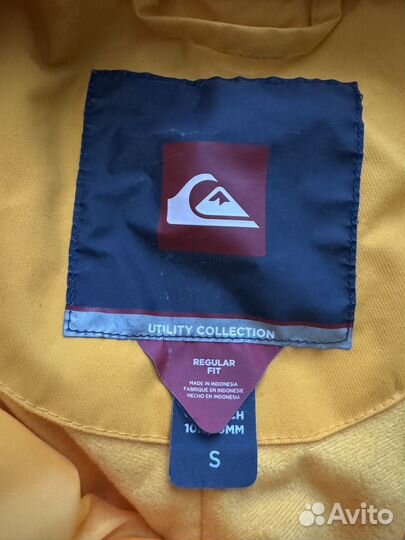 UTILITY COLLECTION
REGULAR
FIT
MADE IN INDONESIA
FABRIQUE EN INDONESIE
HECHO EN INDONESIA
S
Avito